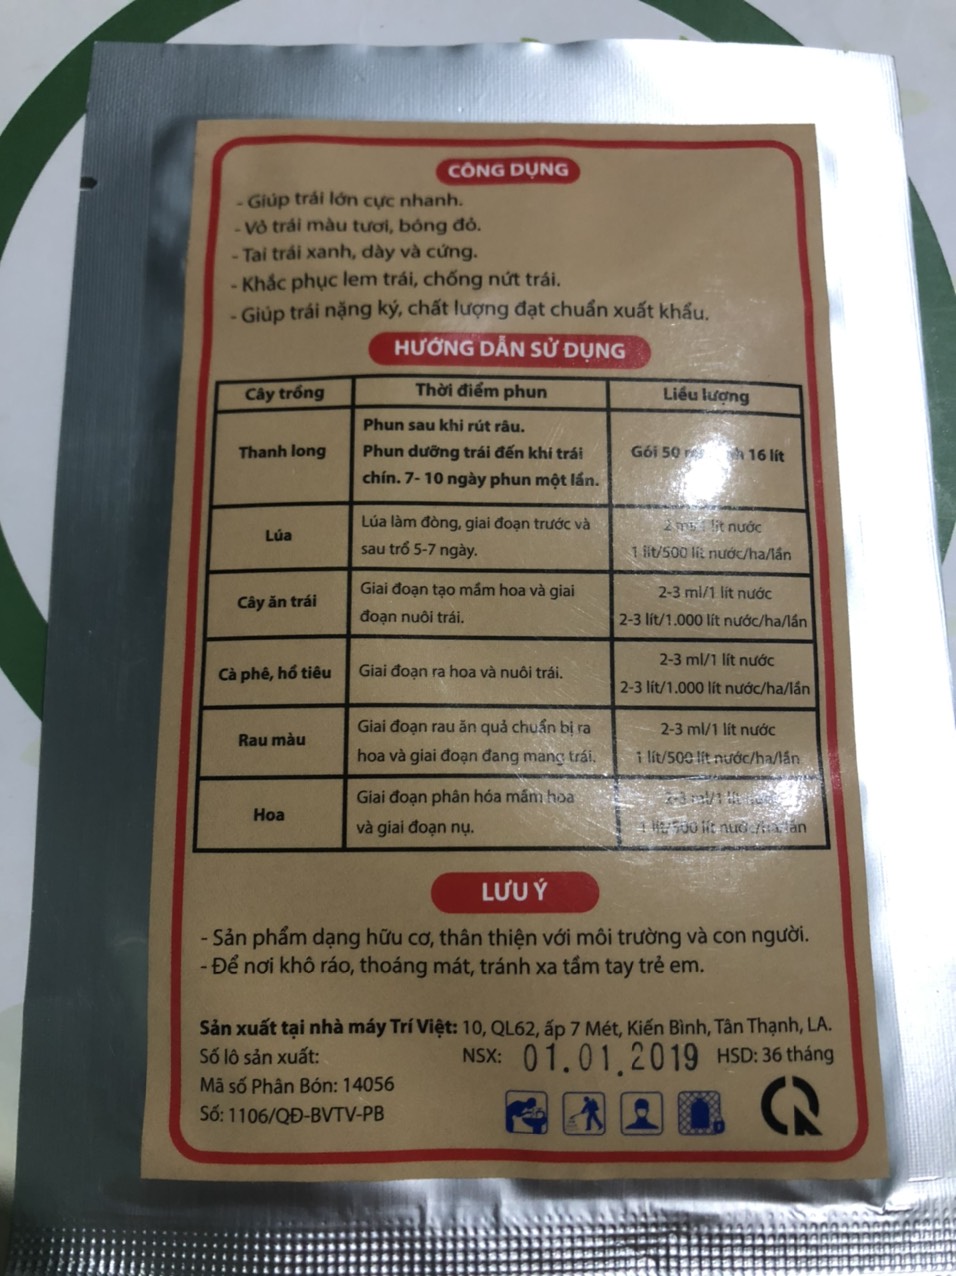 CÔNG DỤNG
- Giúp trái lớn cực nhanh.
- Vỏ trái màu tươi, bóng đỏ.
- Tai trái xanh, dày và cứng.
- Khắc phục lem trái, chống nứt trái.
- Giúp trái nặng ký, chất lượng đạt chuẩn xuất khẩu.
HƯỚNG DẪN SỬ DỤNG
Cây trồng Thời điểm phun Liều lượng
Phun sau khi rút râu.
Thanh long Phun dưỡng trái đến khi trái Gói 50 16 lít
chín. 7- 10 ngày phun một lần.
Lúa làm đòng, giai đoạn trước và lít nước
Lúa
sau trổ 5-7 ngày. 1 lít/500 lít nước/ha/lần
Giai đoạn tạo mầm hoa và giai 2-3 ml/1 lít nước
Cây ăn trái
đoạn nuôi trái. 2-3 lít/1.000 lít nước/ha/lần
2-3 ml/1 lít nước
Cà phê, hồ tiêu Giai đoạn ra hoa và nuôi trái.
2-3 lít/1.000 lít nước/ha/lần
Giai đoạn rau ăn quả chuẩn bị ra 2-3 ml/1 lít nước
Rau màu
hoa và giai đoạn đang mang trái. 1 lít/500 lít nước/ha/lần
Giai đoạn phân hóa mầm hoa
Hoa
và giai đoạn nụ. 1 lít/500 lít nước/ha/lần
LƯU Ý
- Sản phẩm dạng hữu cơ, thân thiện với môi trường và con người.
- Để nơi khô ráo, thoáng mát, tránh xa tầm tay trẻ em.
Sản xuất tại nhà máy Trí Việt: 10, QL62, ấp 7 Mét, Kiến Bình, Tân Thạnh, LA.
Số lô sản xuất: NSX: 01.01.2019 HSD: 36 tháng
Mã số Phân Bón: 14056
Số: 1106/QĐ-BVTV-PB